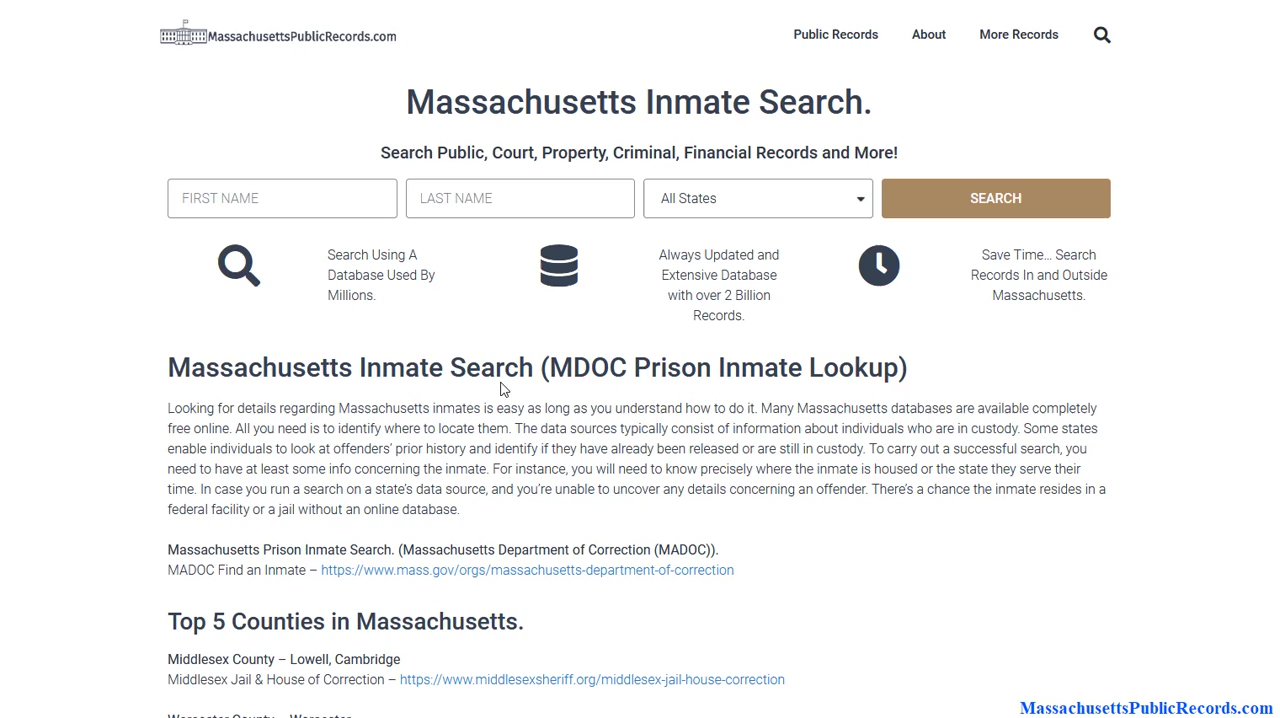 MassachusettsPublicRecords.com
Public Records
About
More Records
Massachusetts Inmate Search.
Search Public, Court, Property, Criminal, Financial Records and More!
FIRST NAME
LAST NAME
All States
SEARCH
Search Using A
Database Used By
Millions.
Always Updated and
Extensive Database
with over 2 Billion
Records.
Save Time... Search
Records In and Outside
Massachusetts.
Massachusetts Inmate Search (MDOC Prison Inmate Lookup)
Looking for details regarding Massachusetts inmates is easy as long as you understand how to do it. Many Massachusetts databases are available completely
free online. All you need is to identify where to locate them. The data sources typically consist of information about individuals who are in custody. Some states
enable individuals to look at offenders’ prior history and identify if they have already been released or are still in custody. To carry out a successful search, you
need to have at least some info concerning the inmate. For instance, you will need to know precisely where the inmate is housed or the state they serve their
time. In case you run a search on a state’s data source, and you’re unable to uncover any details concerning an offender. There’s a chance the inmate resides in a
federal facility or a jail without an online database.
Massachusetts Prison Inmate Search. (Massachusetts Department of Correction (MADOC)).
MADOC Find an Inmate – https://www.mass.gov/orgs/massachusetts-department-of-correction
Top 5 Counties in Massachusetts.
Middlesex County – Lowell, Cambridge
Middlesex Jail & House of Correction – https://www.middlesexsheriff.org/middlesex-jail-house-correction
Worcester County – Worcester
MassachusettsPublicRecords.com